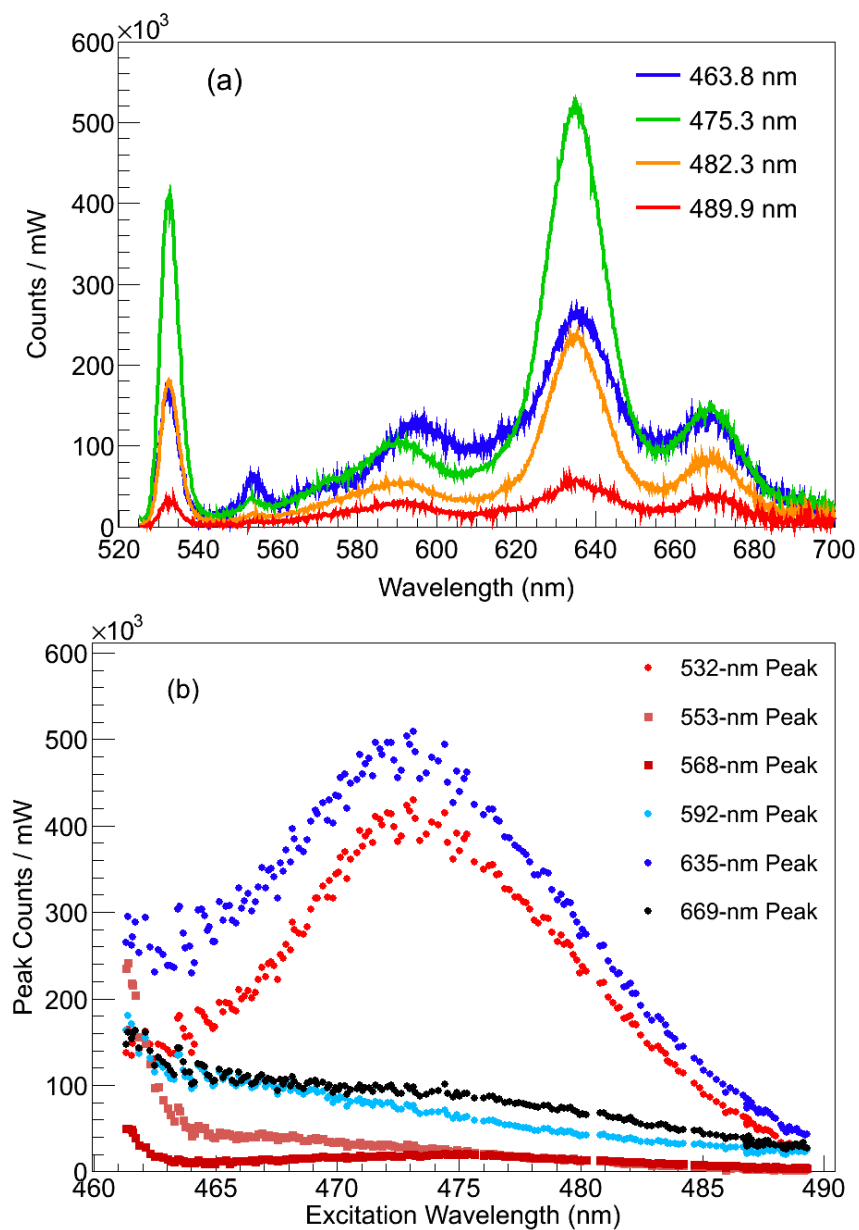 ×10³
600
500
400
300
200
100
0
Counts / mW
(a)
463.8 nm
475.3 nm
482.3 nm
489.9 nm
520 540 560 580 600 620 640 660 680 700
Wavelength (nm)
×10³
600
500
400
300
200
100
0
Peak Counts / mW
(b)
532-nm Peak
553-nm Peak
568-nm Peak
592-nm Peak
635-nm Peak
669-nm Peak
460 465 470 475 480 485 490
Excitation Wavelength (nm)